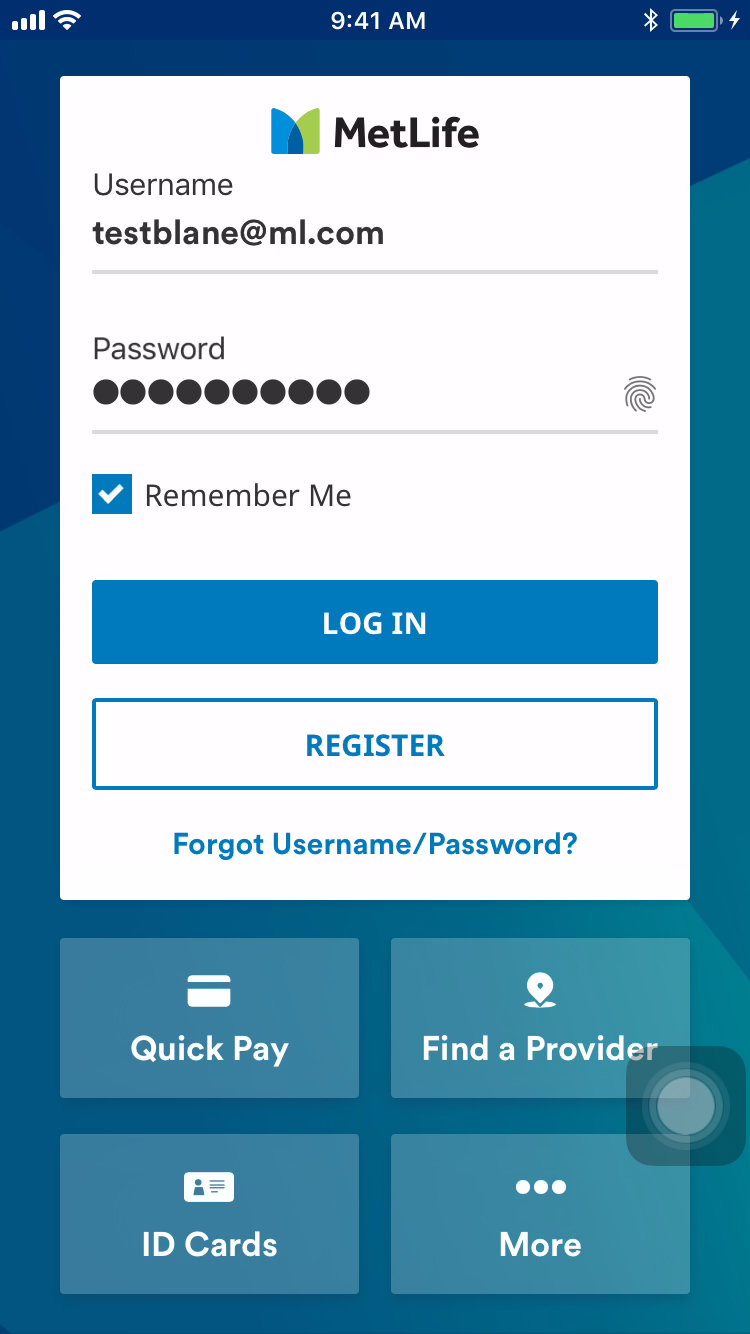 9:41 AM
MetLife
Username
testblane@ml.com
Password
●●●●●●●●●●
Remember Me
LOG IN
REGISTER
Forgot Username/Password?
Quick Pay
Find a Provider
ID Cards
More